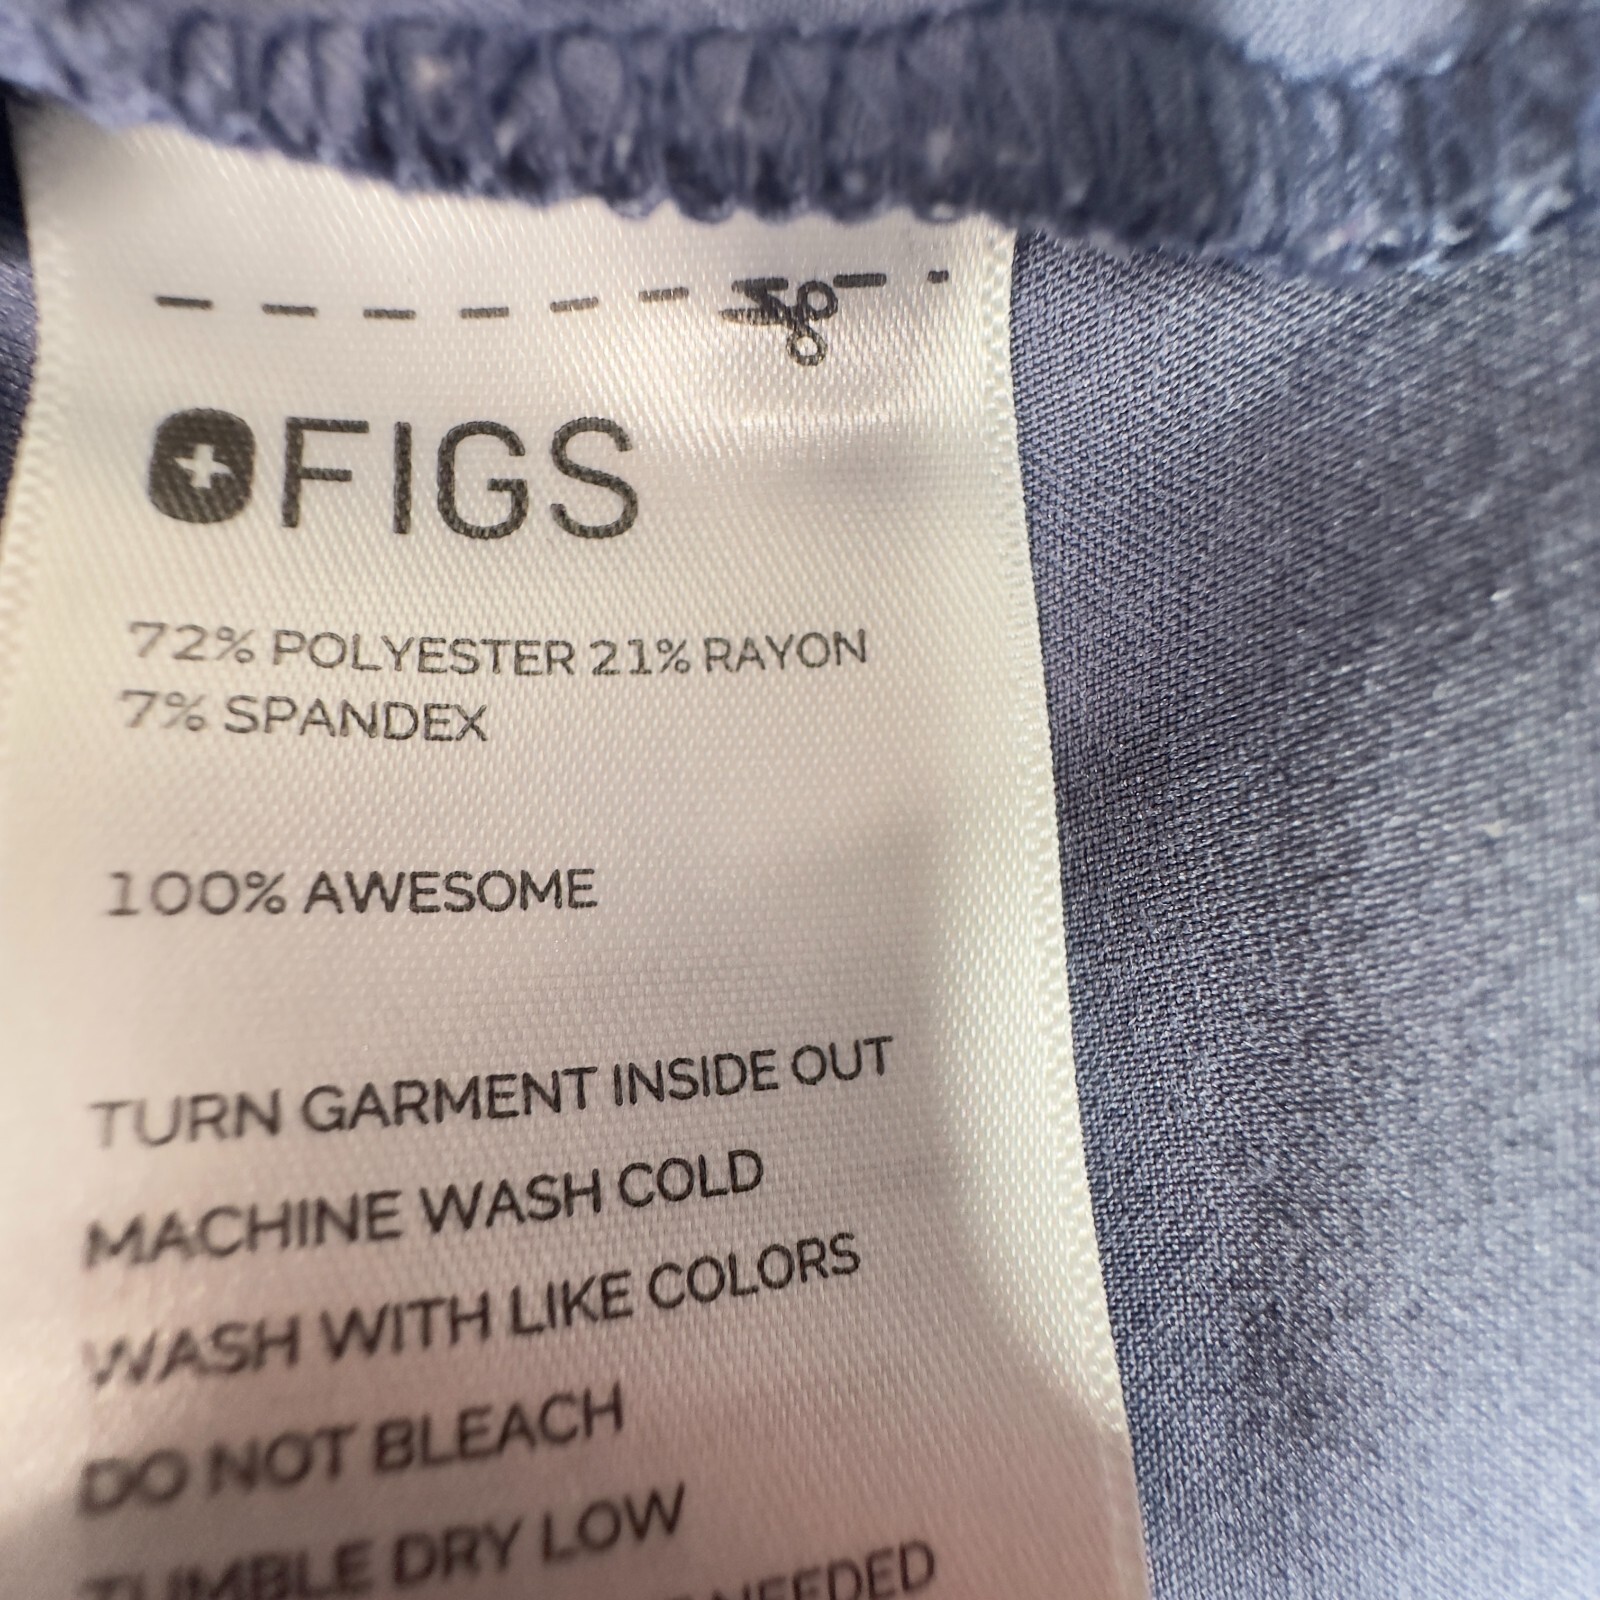 FIGS
72% POLYESTER 21% RAYON
7% SPANDEX
100% AWESOME
TURN GARMENT INSIDE OUT
MACHINE WASH COLD
WASH WITH LIKE COLORS
DO NOT BLEACH
TUMBLE DRY LOW
NEEDED